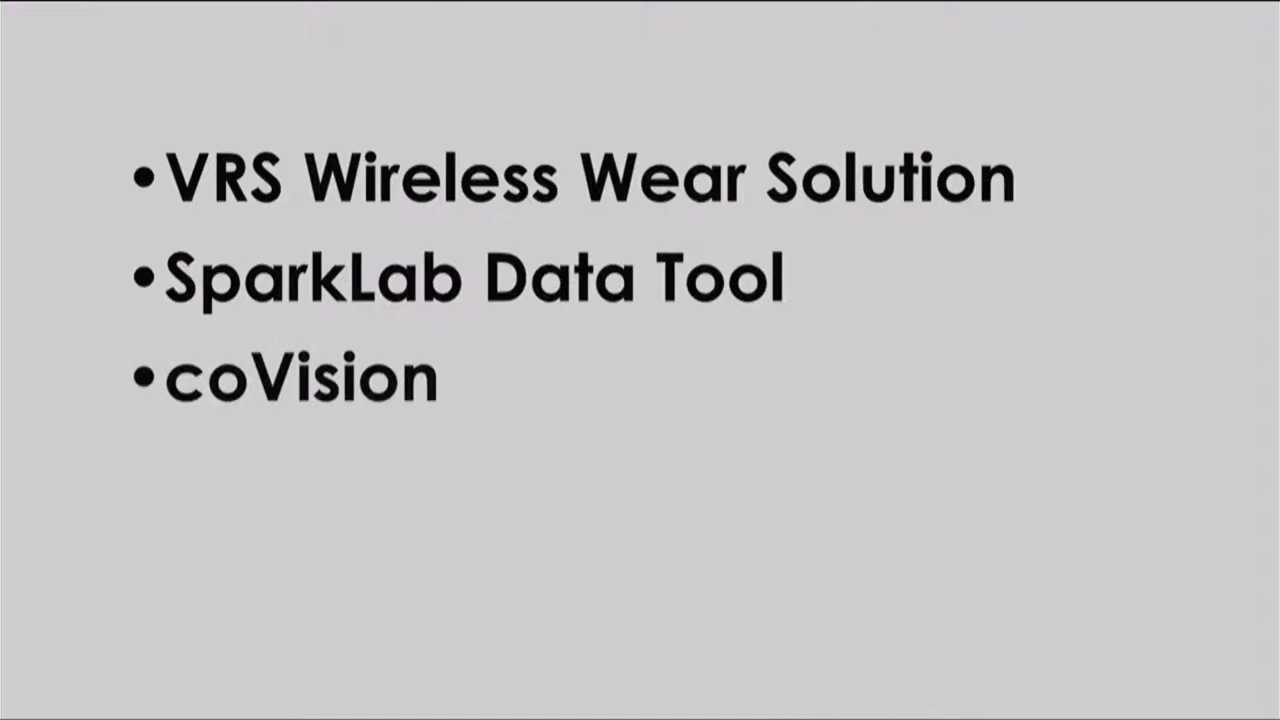 •VRS Wireless Wear Solution
•SparkLab Data Tool
•coVision